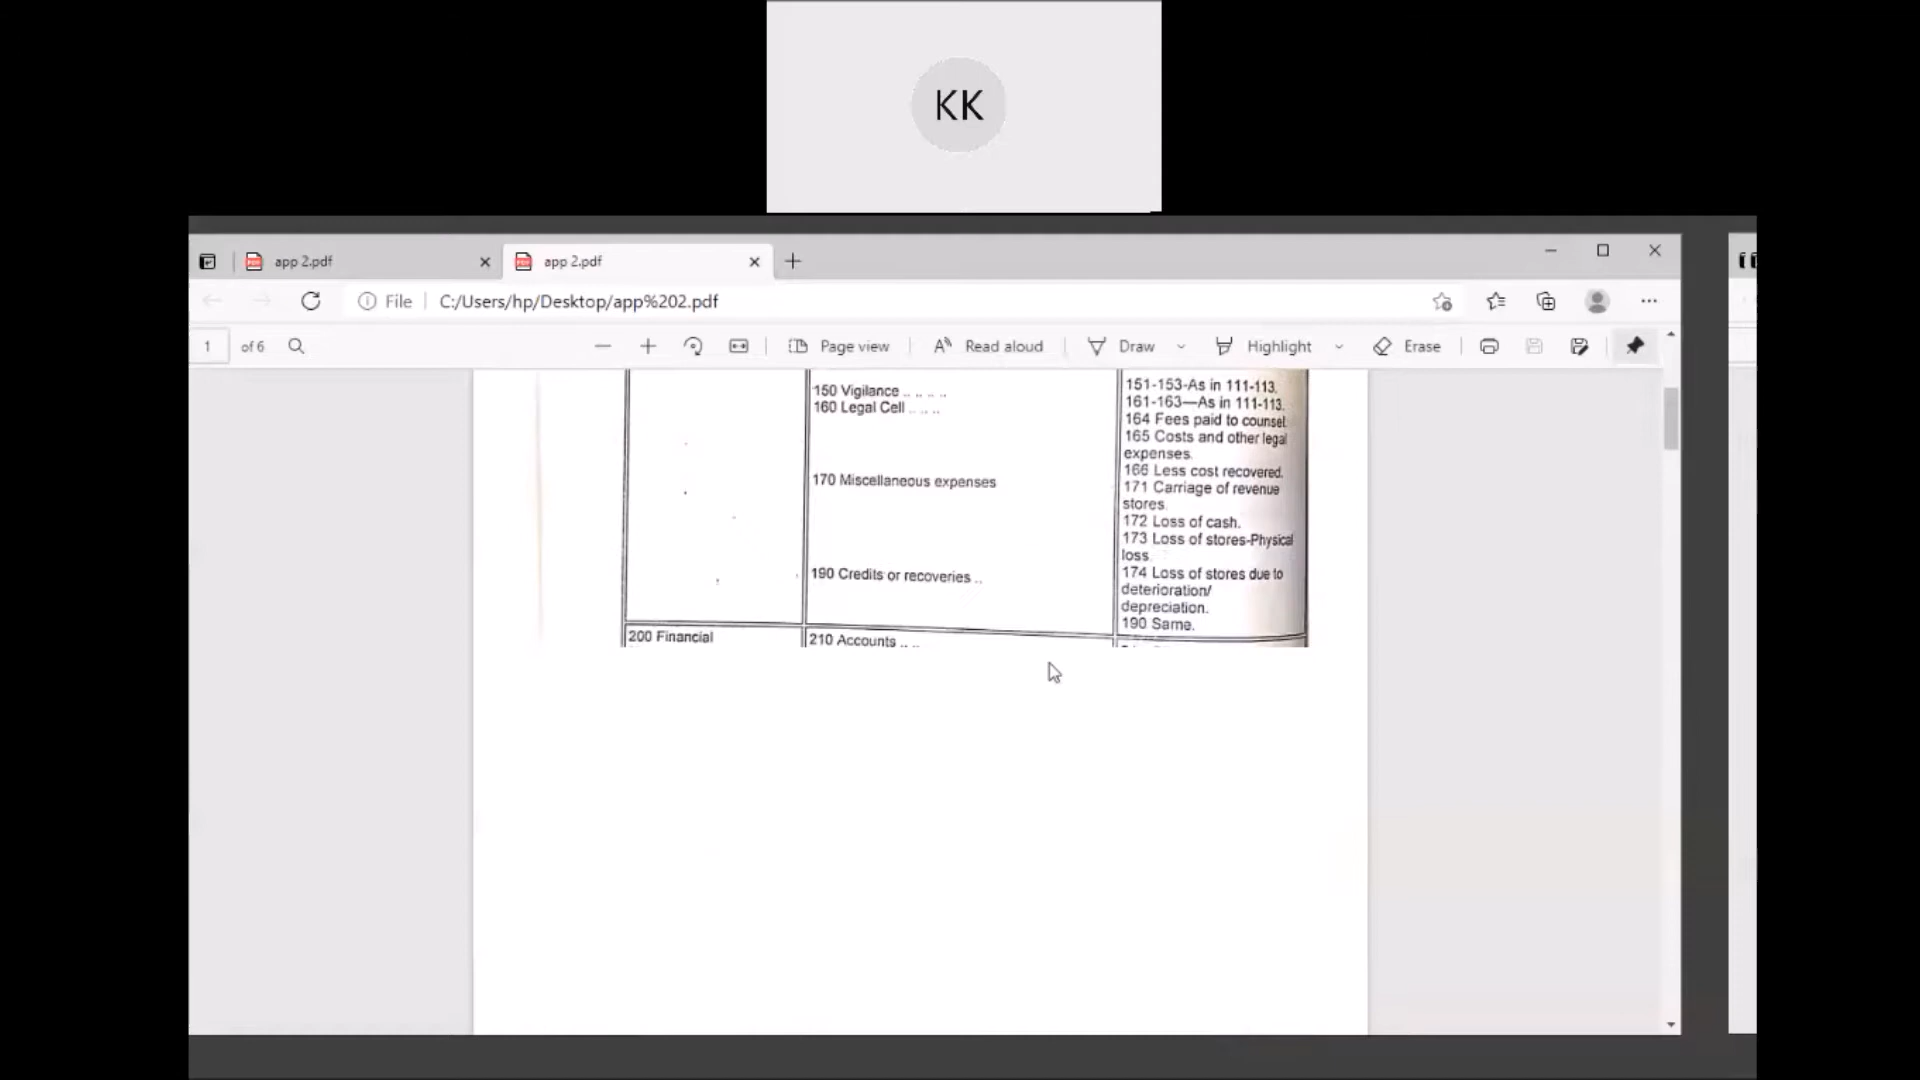 KK
app 2.pdf
app 2.pdf
File
C:/Users/hp/Desktop/app%202.pdf
1 of 6
Page view
Read aloud
Draw
Highlight
Erase
150 Vigilance .. .. .. ..
160 Legal Cell .. .. ..
170 Miscellaneous expenses
190 Credits or recoveries ..
151-153-As in 111-113.
161-163—As in 111-113.
164 Fees paid to counsel.
165 Costs and other legal
expenses.
166 Less cost recovered.
171 Carriage of revenue
stores.
172 Loss of cash.
173 Loss of stores-Physical
loss.
174 Loss of stores due to
deterioration/
depreciation.
190 Same.
200 Financial
210 Accounts .. ..